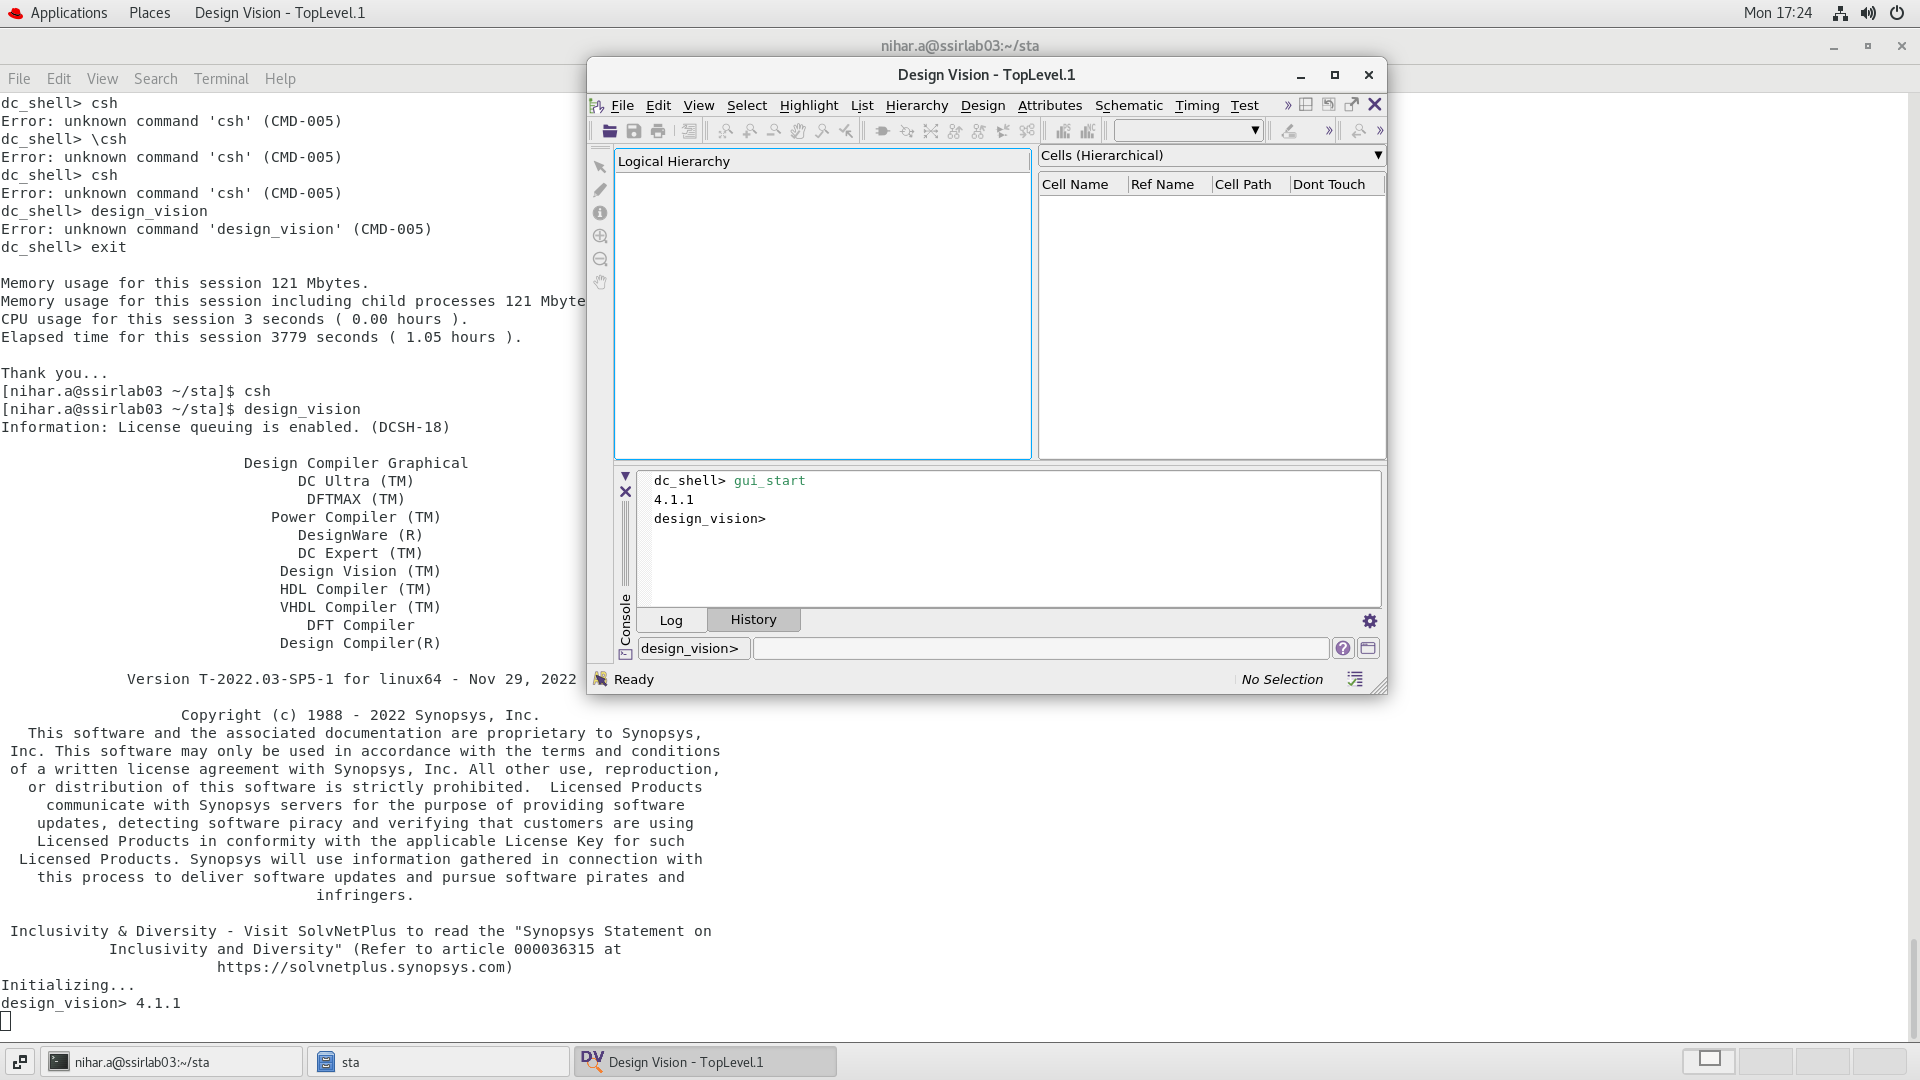 Applications Places Design Vision - TopLevel.1 Mon 17:24
nihar.a@ssirlab03:~/sta
File Edit View Search Terminal Help
dc_shell> csh
Error: unknown command 'csh' (CMD-005)
dc_shell> \csh
Error: unknown command 'csh' (CMD-005)
dc_shell> csh
Error: unknown command 'csh' (CMD-005)
dc_shell> design_vision
Error: unknown command 'design_vision' (CMD-005)
dc_shell> exit
Memory usage for this session 121 Mbytes.
Memory usage for this session including child processes 121 Mbyte
CPU usage for this session 3 seconds ( 0.00 hours ).
Elapsed time for this session 3779 seconds ( 1.05 hours ).
Thank you...
[nihar.a@ssirlab03 ~/sta]$ csh
[nihar.a@ssirlab03 ~/sta]$ design_vision
Information: License queuing is enabled. (DCSH-18)
Design Compiler Graphical
DC Ultra (TM)
DFTMAX (TM)
Power Compiler (TM)
DesignWare (R)
DC Expert (TM)
Design Vision (TM)
HDL Compiler (TM)
VHDL Compiler (TM)
DFT Compiler
Design Compiler(R)
Version T-2022.03-SP5-1 for linux64 - Nov 29, 2022
Copyright (c) 1988 - 2022 Synopsys, Inc.
This software and the associated documentation are proprietary to Synopsys,
Inc. This software may only be used in accordance with the terms and conditions
of a written license agreement with Synopsys, Inc. All other use, reproduction,
or distribution of this software is strictly prohibited.  Licensed Products
communicate with Synopsys servers for the purpose of providing software
updates, detecting software piracy and verifying that customers are using
Licensed Products in conformity with the applicable License Key for such
Licensed Products. Synopsys will use information gathered in connection with
this process to deliver software updates and pursue software pirates and
infringers.
Inclusivity & Diversity - Visit SolvNetPlus to read the "Synopsys Statement on
Inclusivity and Diversity" (Refer to article 000036315 at
https://solvnetplus.synopsys.com)
Initializing...
design_vision> 4.1.1
Design Vision - TopLevel.1
File Edit View Select Highlight List Hierarchy Design Attributes Schematic Timing Test »
Logical Hierarchy
Cells (Hierarchical)
Cell Name Ref Name Cell Path Dont Touch
dc_shell> gui_start
4.1.1
design_vision>
Console
Log History
design_vision>
Ready No Selection
nihar.a@ssirlab03:~/sta sta DV Design Vision - TopLevel.1